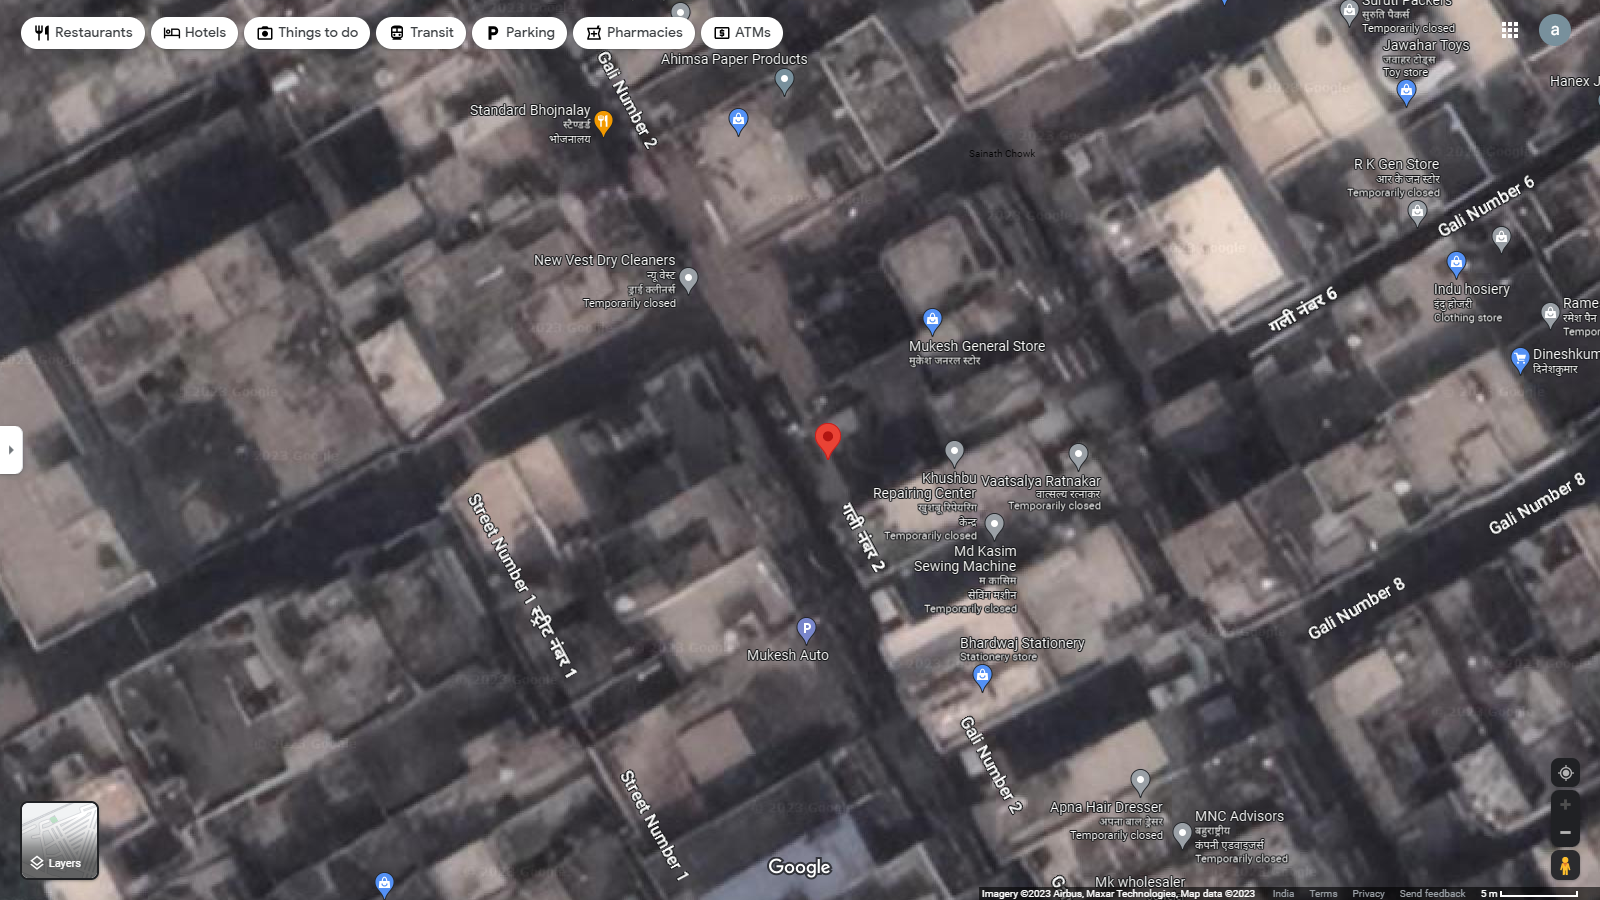 Restaurants
Hotels
Things to do
Transit
Parking
Pharmacies
ATMs
Suruti Packers
सुरुति पैकर्स
Temporarily closed
Jawahar Toys
जवाहर टोइस
Toy store
a
Hanex J
Ahimsa Paper Products
Gali Number 2
Standard Bhojnalay
स्टैण्डर्ड
भोजनालय
Sainath Chowk
R K Gen Store
आर के जन स्टोर
Temporarily closed
Gali Number 6
New Vest Dry Cleaners
न्यू वेस्ट
ड्राई क्लीनर्स
Temporarily closed
Indu hosiery
इंदु होजरी
Clothing store
गली नंबर 6
Rame
रमेश पैन
Tempor
Mukesh General Store
मुकेश जनरल स्टोर
Dineshkum
दिनेशकुमार
Khushbu
Repairing Center
खुशबू रिपेयरिंग
केन्द्र
Temporarily closed
Vaatsalya Ratnakar
वात्सल्य रत्नाकर
Temporarily closed
Gali Number 8
Street Number 1 स्ट्रीट नंबर 1
गली नंबर 2
Md Kasim
Sewing Machine
म कासिम
सेविंग मशीन
Temporarily closed
Gali Number 8
Mukesh Auto
Bhardwaj Stationery
Stationery store
Gali Number 2
Street Number 1
Apna Hair Dresser
अपना बाल ड्रेसर
Temporarily closed
MNC Advisors
बहुराष्ट्रीय
कंपनी एडवाइजर्स
Temporarily closed
Layers
Google
Mk wholesaler
G
Imagery ©2023 Airbus, Maxar Technologies, Map data ©2023
India
Terms
Privacy
Send feedback
5 m